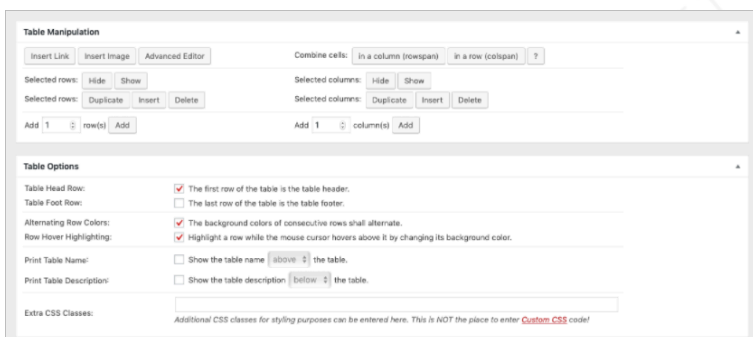 Table Manipulation
Insert Link Insert Image Advanced Editor Combine cells: in a column (rowspan) in a row (colspan) ?
Selected rows: Hide Show Selected columns: Hide Show
Selected rows: Duplicate Insert Delete Selected columns: Duplicate Insert Delete
Add 1 row(s) Add Add 1 column(s) Add
Table Options
Table Head Row: The first row of the table is the table header.
Table Foot Row: The last row of the table is the table footer.
Alternating Row Colors: The background colors of consecutive rows shall alternate.
Row Hover Highlighting: Highlight a row while the mouse cursor hovers above it by changing its background color.
Print Table Name: Show the table name above the table.
Print Table Description: Show the table description below the table.
Extra CSS Classes:
Additional CSS classes for styling purposes can be entered here. This is NOT the place to enter Custom CSS code!